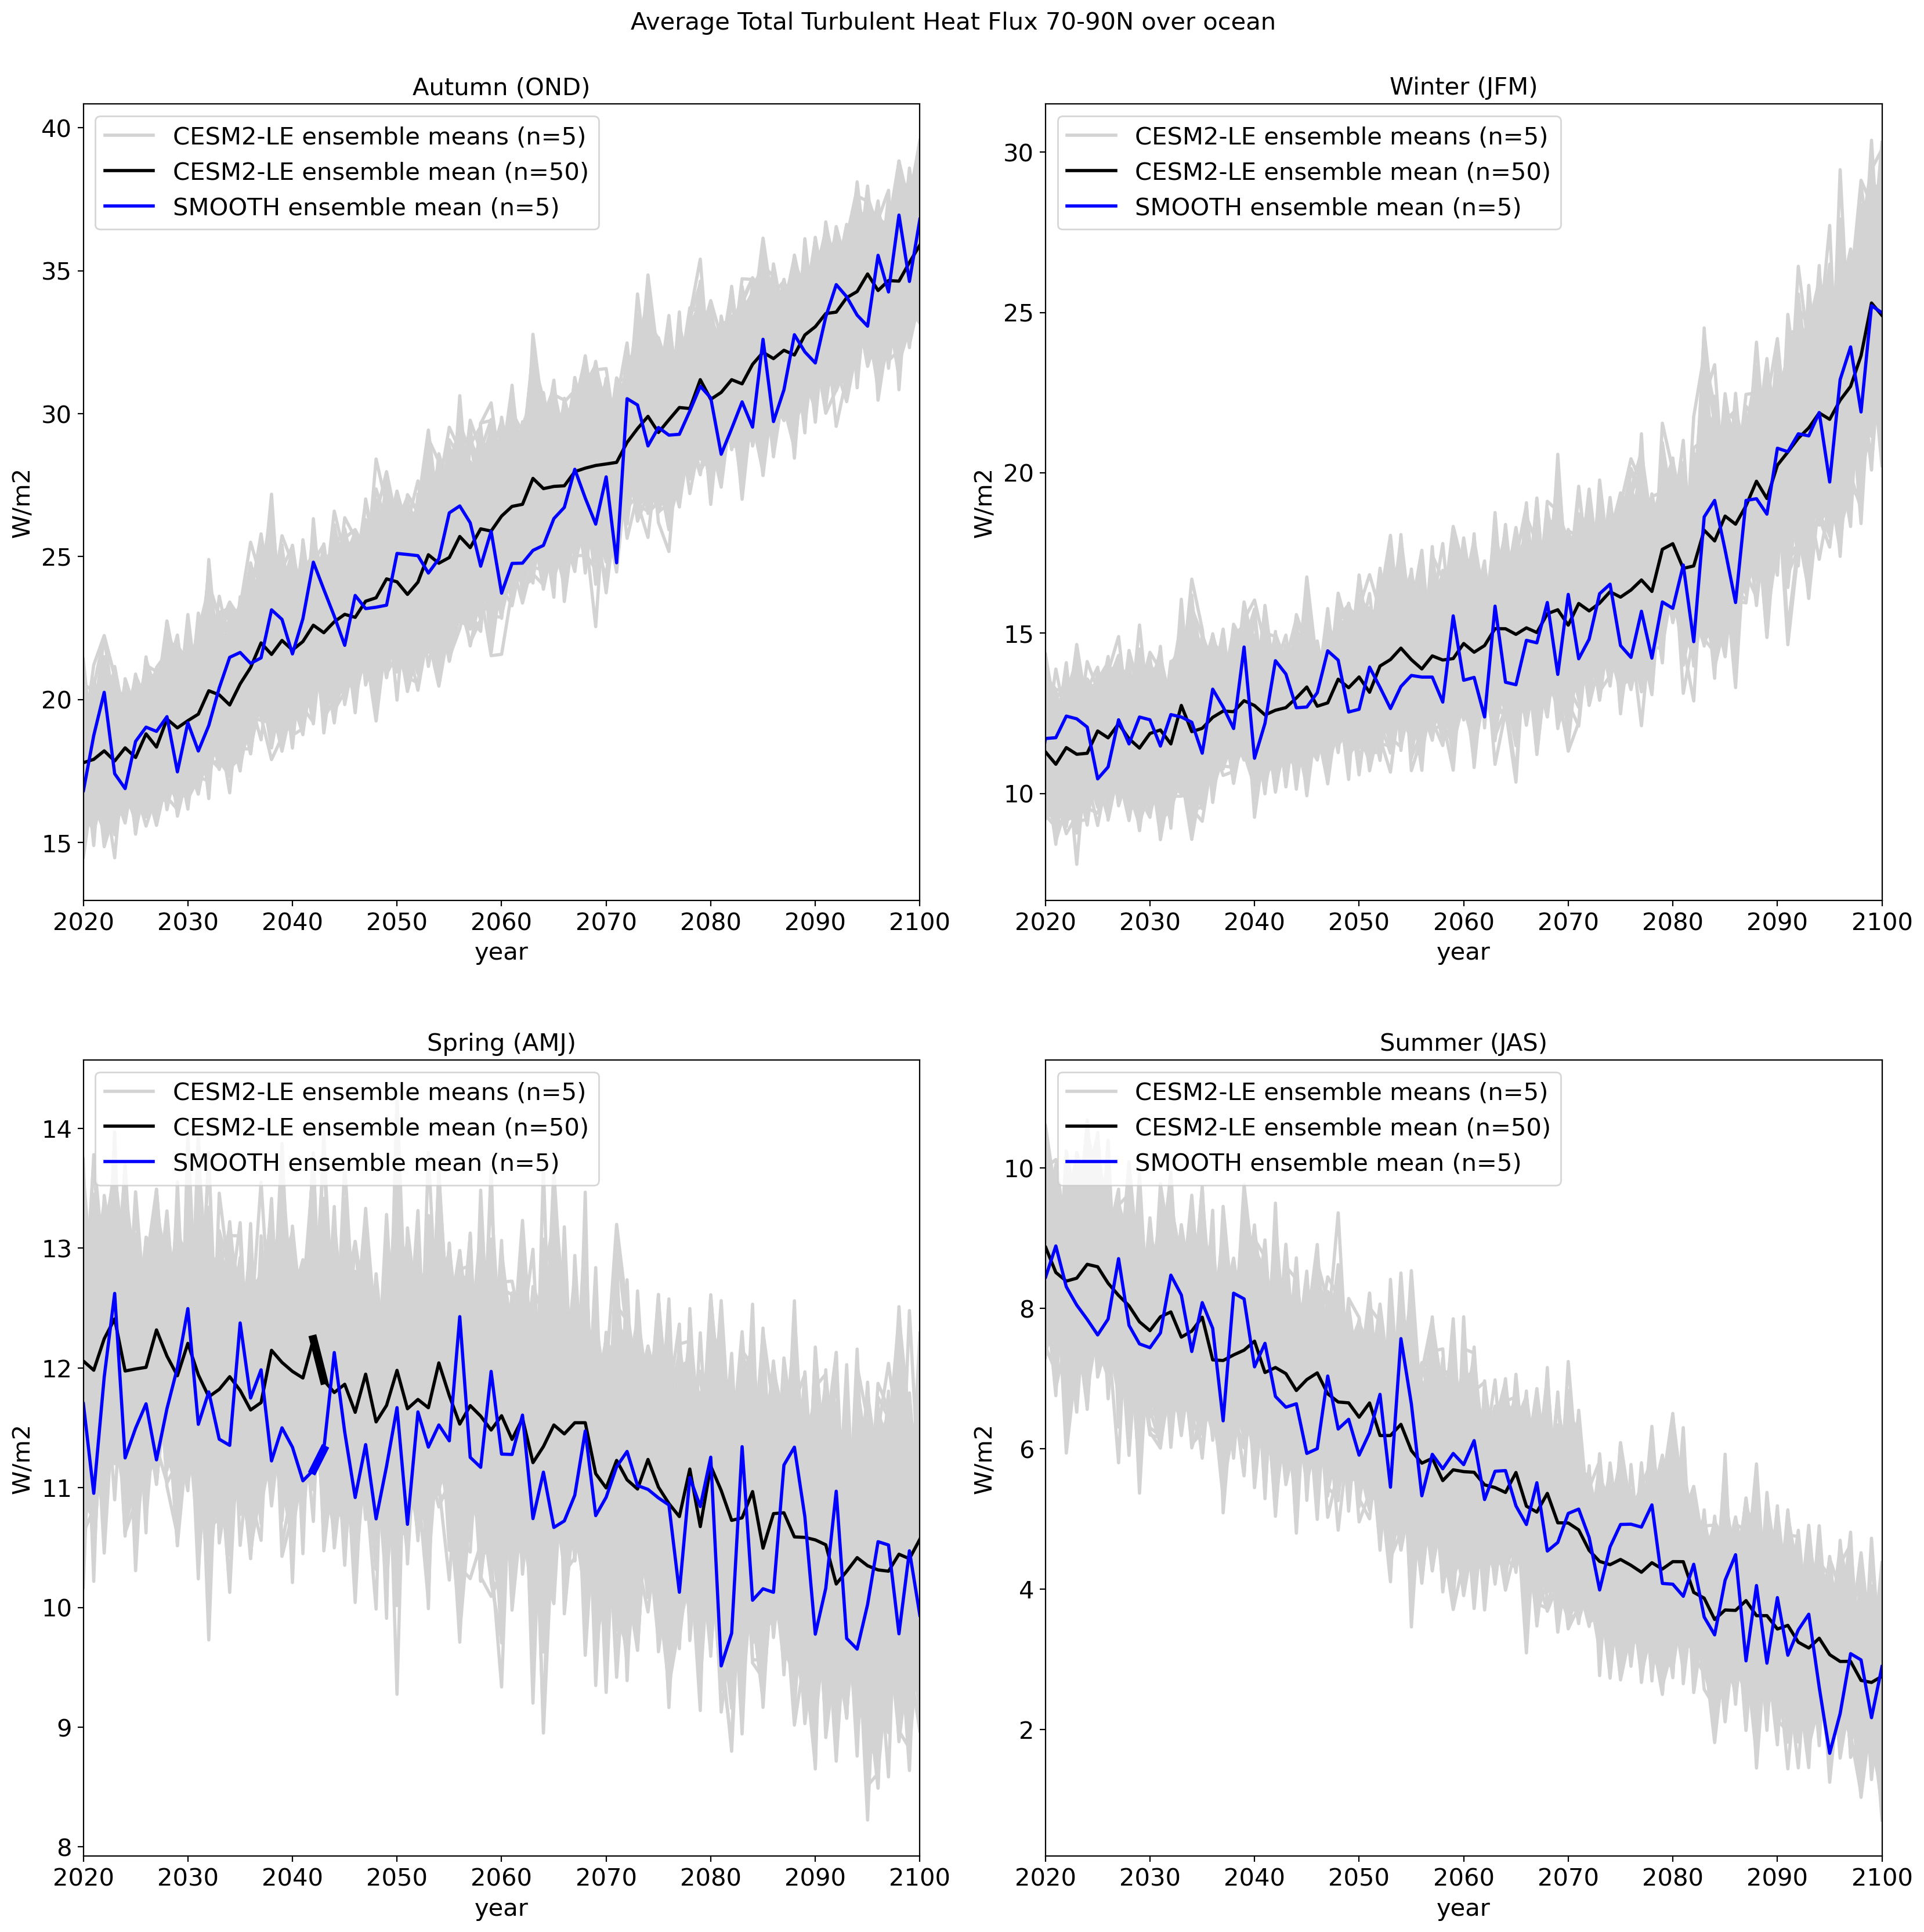 Average Total Turbulent Heat Flux 70-90N over ocean
Autumn (OND)
CESM2-LE ensemble means (n=5)
CESM2-LE ensemble mean (n=50)
SMOOTH ensemble mean (n=5)
40
35
30
25
20
15
W/m2
2020 2030 2040 2050 2060 2070 2080 2090 2100
year
Winter (JFM)
CESM2-LE ensemble means (n=5)
CESM2-LE ensemble mean (n=50)
SMOOTH ensemble mean (n=5)
30
25
20
15
10
W/m2
2020 2030 2040 2050 2060 2070 2080 2090 2100
year
Spring (AMJ)
CESM2-LE ensemble means (n=5)
CESM2-LE ensemble mean (n=50)
SMOOTH ensemble mean (n=5)
14
13
12
11
10
9
8
W/m2
2020 2030 2040 2050 2060 2070 2080 2090 2100
year
Summer (JAS)
CESM2-LE ensemble means (n=5)
CESM2-LE ensemble mean (n=50)
SMOOTH ensemble mean (n=5)
10
8
6
4
2
W/m2
2020 2030 2040 2050 2060 2070 2080 2090 2100
year